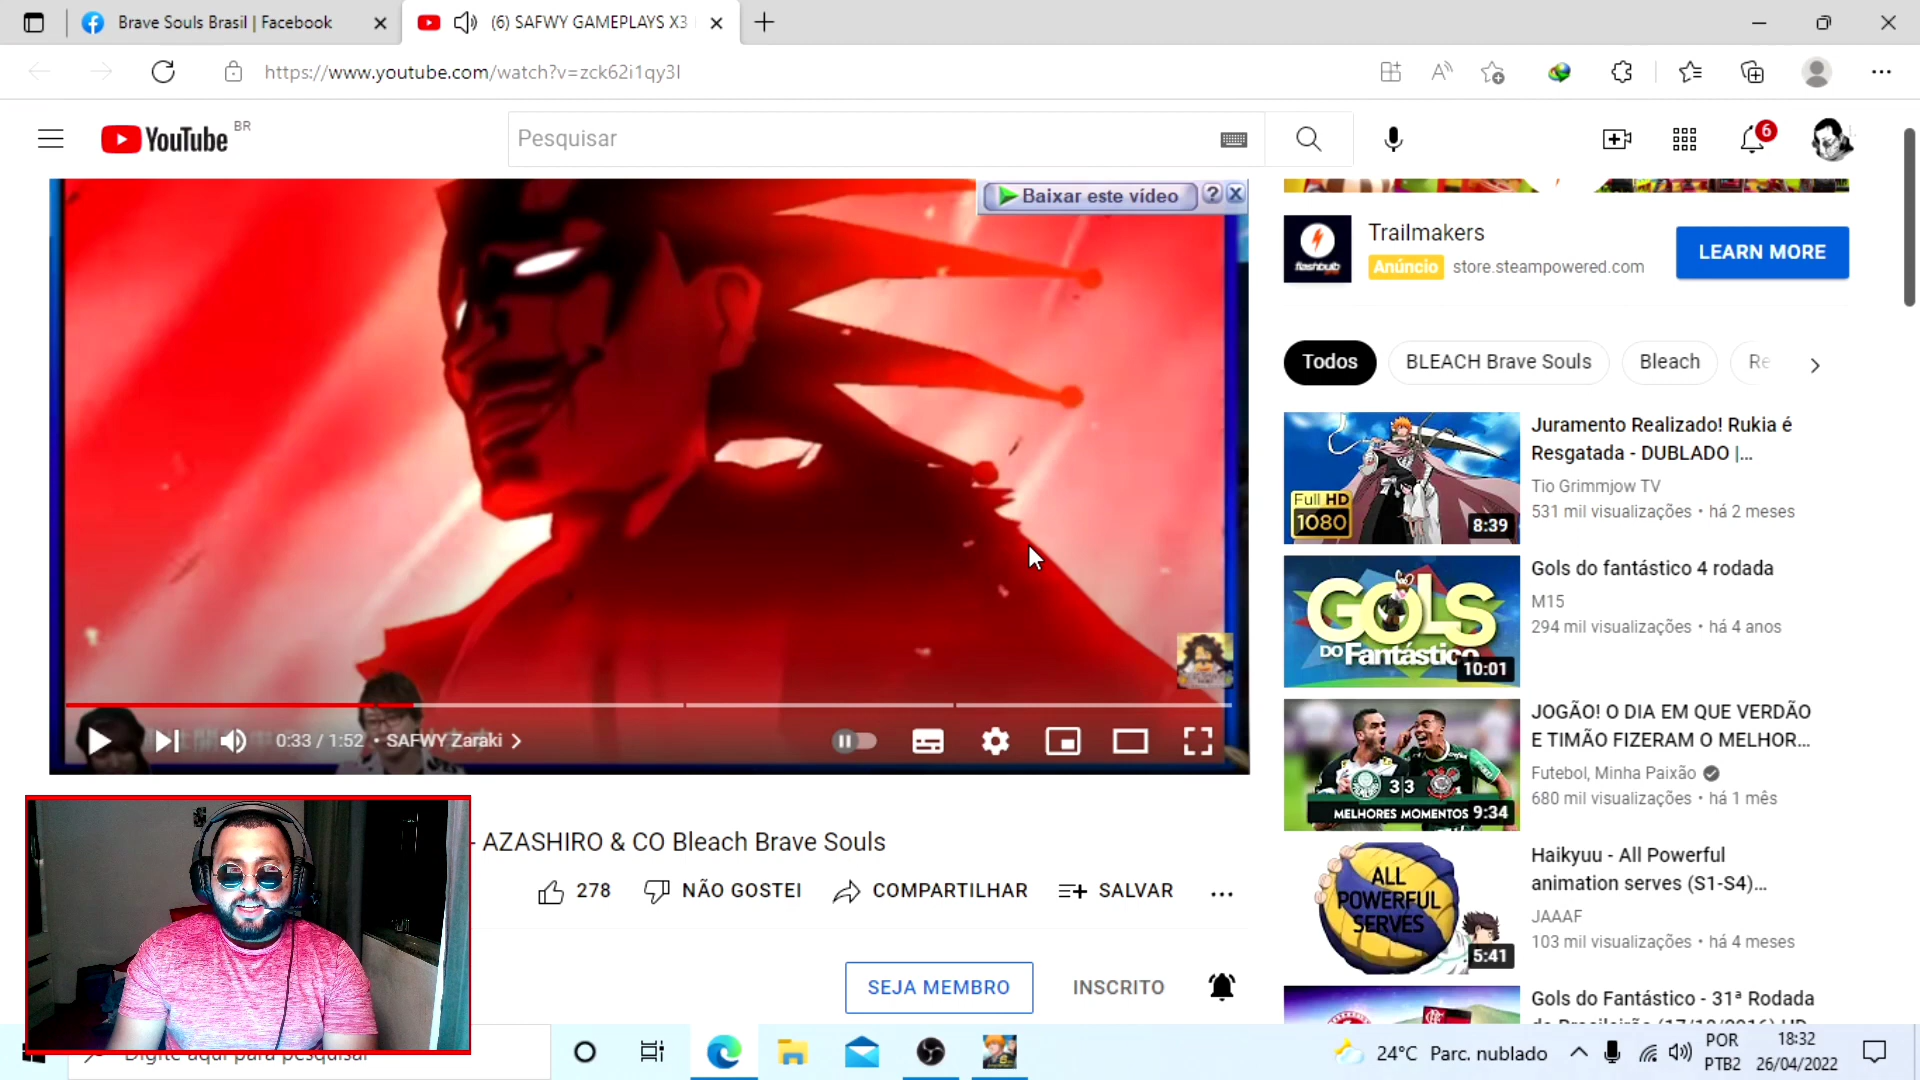 Brave Souls Brasil | Facebook
(6) SAFWY GAMEPLAYS X3
https://www.youtube.com/watch?v=zck62i1qy3I
YouTube BR
Pesquisar
6
Baixar este vídeo
?
Trailmakers
flashbulb
Anúncio store.steampowered.com
LEARN MORE
Todos
BLEACH Brave Souls
Bleach
Re
Juramento Realizado! Rukia é
Resgatada - DUBLADO |...
Tio Grimmjow TV
531 mil visualizações • há 2 meses
Full HD
1080
8:39
Gols do fantástico 4 rodada
M15
294 mil visualizações • há 4 anos
GOLS
DO Fantástico
10:01
JOGÃO! O DIA EM QUE VERDÃO
E TIMÃO FIZERAM O MELHOR...
Futebol, Minha Paixão
680 mil visualizações • há 1 mês
3 3
MELHORES MOMENTOS
9:34
Haikyuu - All Powerful
animation serves (S1-S4)...
JAAAF
103 mil visualizações • há 4 meses
ALL
POWERFUL
SERVES
5:41
Gols do Fantástico - 31ª Rodada
0:33 / 1:52 • SAFWY Zaraki
- AZASHIRO & CO Bleach Brave Souls
278
NÃO GOSTEI
COMPARTILHAR
SALVAR
SEJA MEMBRO
INSCRITO
Digite aqui para pesquisar
24°C Parc. nublado
POR
PTB2
18:32
26/04/2022